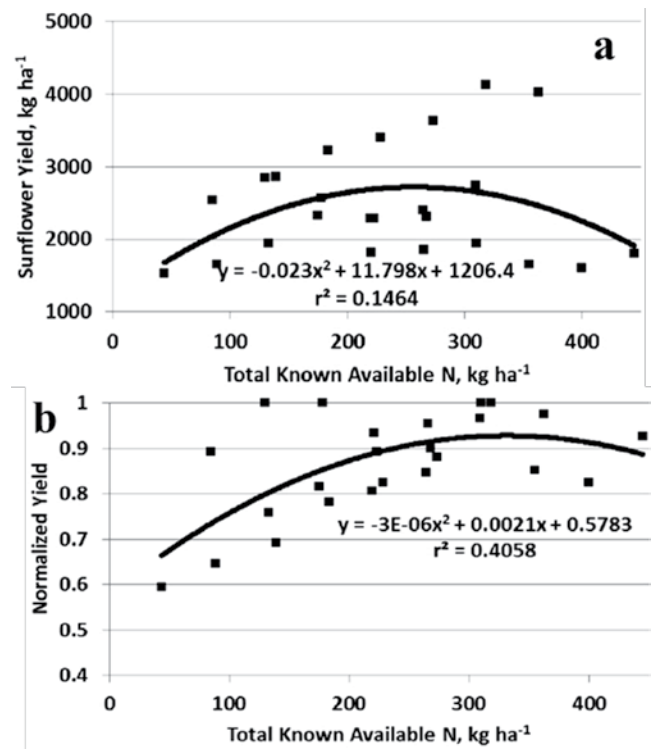 a
5000
4000
3000
2000
1000
Sunflower Yield, kg ha⁻¹
y = -0.023x² + 11.798x + 1206.4
r² = 0.1464
0 100 200 300 400
Total Known Available N, kg ha⁻¹
b
1
0.9
0.8
0.7
0.6
0.5
0.4
Normalized Yield
y = -3E-06x² + 0.0021x + 0.5783
r² = 0.4058
0 100 200 300 400
Total Known Available N, kg ha⁻¹